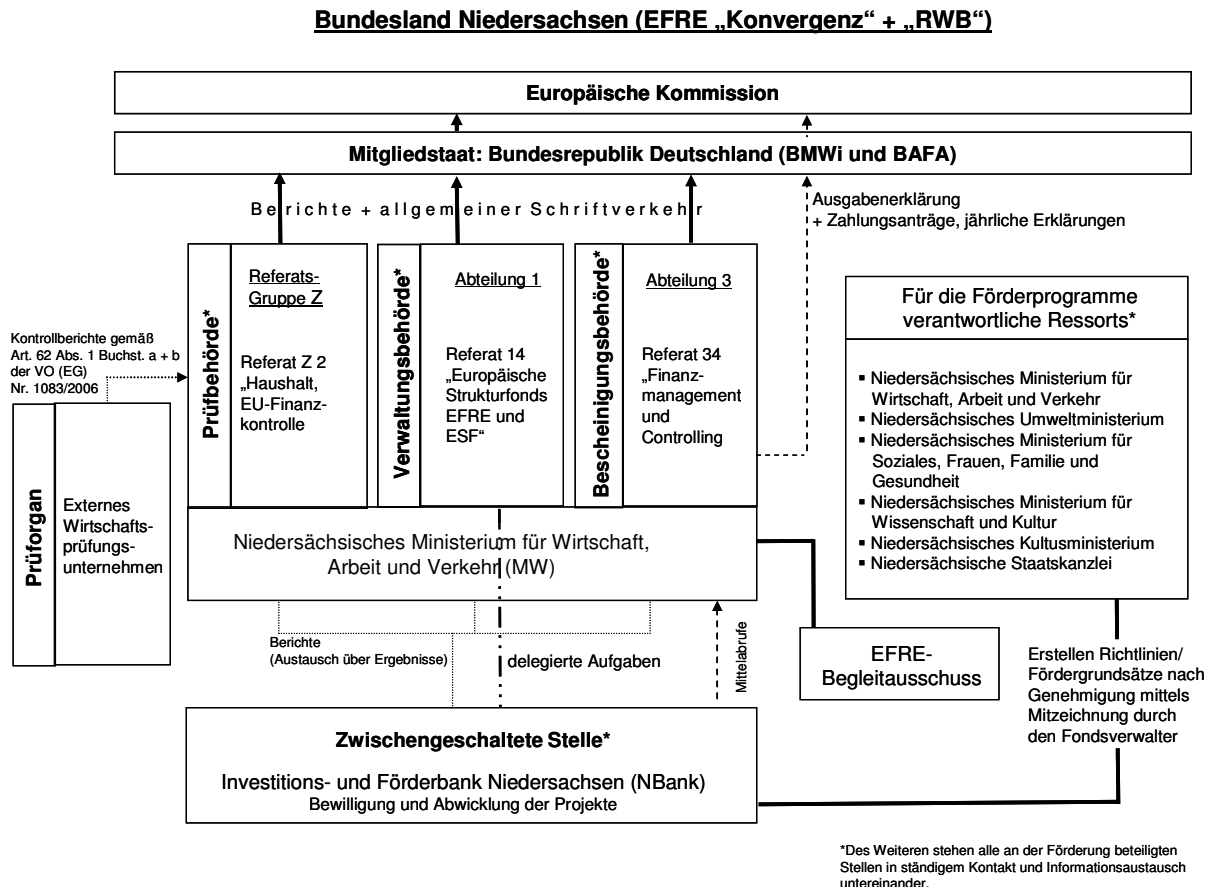 Bundesland Niedersachsen (EFRE „Konvergenz“ + „RWB“)
Europäische Kommission
Mitgliedstaat: Bundesrepublik Deutschland (BMWi und BAFA)
Berichte + allgemeiner Schriftverkehr
Ausgabenerklärung
+ Zahlungsanträge, jährliche Erklärungen
Kontrollberichte gemäß
Art. 62 Abs. 1 Buchst. a + b
der VO (EG)
Nr. 1083/2006
Prüforgan
Externes
Wirtschafts-
prüfungs-
unternehmen
Prüfbehörde*
Referats-
Gruppe Z
Referat Z 2
„Haushalt,
EU-Finanz-
kontrolle
Verwaltungsbehörde*
Abteilung 1
Referat 14
„Europäische
Strukturfonds
EFRE und
ESF“
Bescheinigungsbehörde*
Abteilung 3
Referat 34
„Finanz-
management
und
Controlling
Für die Förderprogramme
verantwortliche Ressorts*
▪ Niedersächsisches Ministerium für
Wirtschaft, Arbeit und Verkehr
▪ Niedersächsisches Umweltministerium
▪ Niedersächsisches Ministerium für
Soziales, Frauen, Familie und
Gesundheit
▪ Niedersächsisches Ministerium für
Wissenschaft und Kultur
▪ Niedersächsisches Kultusministerium
▪ Niedersächsische Staatskanzlei
Niedersächsisches Ministerium für Wirtschaft,
Arbeit und Verkehr (MW)
Berichte
(Austausch über Ergebnisse)
delegierte Aufgaben
Mittelabrufe
EFRE-
Begleitausschuss
Erstellen Richtlinien/
Fördergrundsätze nach
Genehmigung mittels
Mitzeichnung durch
den Fondsverwalter
Zwischengeschaltete Stelle*
Investitions- und Förderbank Niedersachsen (NBank)
Bewilligung und Abwicklung der Projekte
*Des Weiteren stehen alle an der Förderung beteiligten
Stellen in ständigem Kontakt und Informationsaustausch
untereinander.